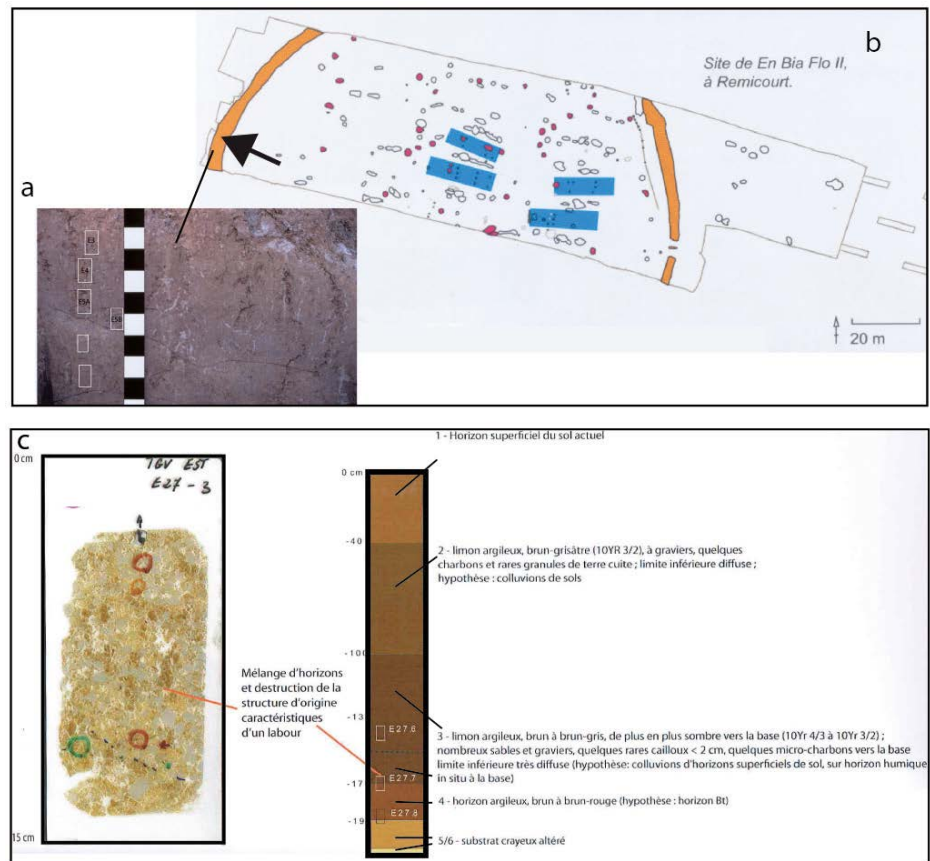 b
Site de En Bia Flo II,
à Remicourt.
a
E3
E4
E5A
E5B
20 m
c
0 cm
TGV EST
E27 - 3
15 cm
1 - Horizon superficiel du sol actuel
0 cm
-40
2 - limon argileux, brun-grisâtre (10YR 3/2), à graviers, quelques
charbons et rares granules de terre cuite ; limite inférieure diffuse ;
hypothèse : colluvions de sols
-100
Mélange d'horizons
et destruction de la
structure d'origine
caractéristiques
d'un labour
-13
E27.6
3 - limon argileux, brun à brun-gris, de plus en plus sombre vers la base (10Yr 4/3 à 10Yr 3/2) ;
nombreux sables et graviers, quelques rares cailloux < 2 cm, quelques micro-charbons vers la base
limite inférieure très diffuse (hypothèse: colluvions d'horizons superficiels de sol, sur horizon humique
in situ à la base)
-17
E27.7
4 - horizon argileux, brun à brun-rouge (hypothèse : horizon Bt)
-19
E27.8
5/6 - substrat crayeux altéré